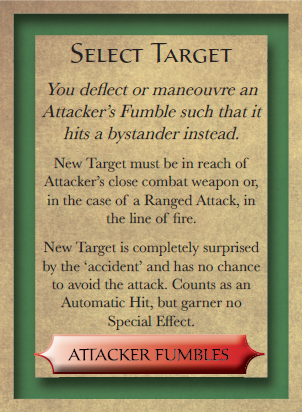 Select Target
You deflect or manoeuvre an
Attacker's Fumble such that it
hits a bystander instead.
New Target must be in reach of
Attacker's close combat weapon or,
in the case of a Ranged Attack, in
the line of fire.
New Target is completely surprised
by the 'accident' and has no chance
to avoid the attack. Counts as an
Automatic Hit, but garner no
Special Effect.
ATTACKER FUMBLES